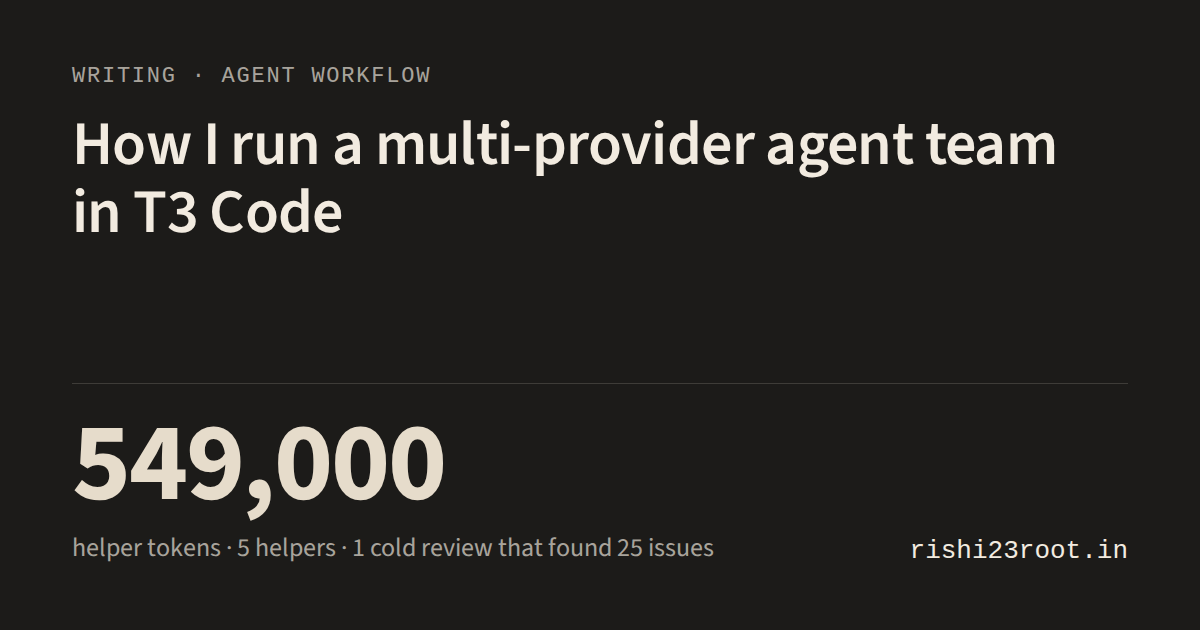 WRITING · AGENT WORKFLOW
How I run a multi-provider agent team
in T3 Code
549,000
helper tokens · 5 helpers · 1 cold review that found 25 issues
rishi23root.in